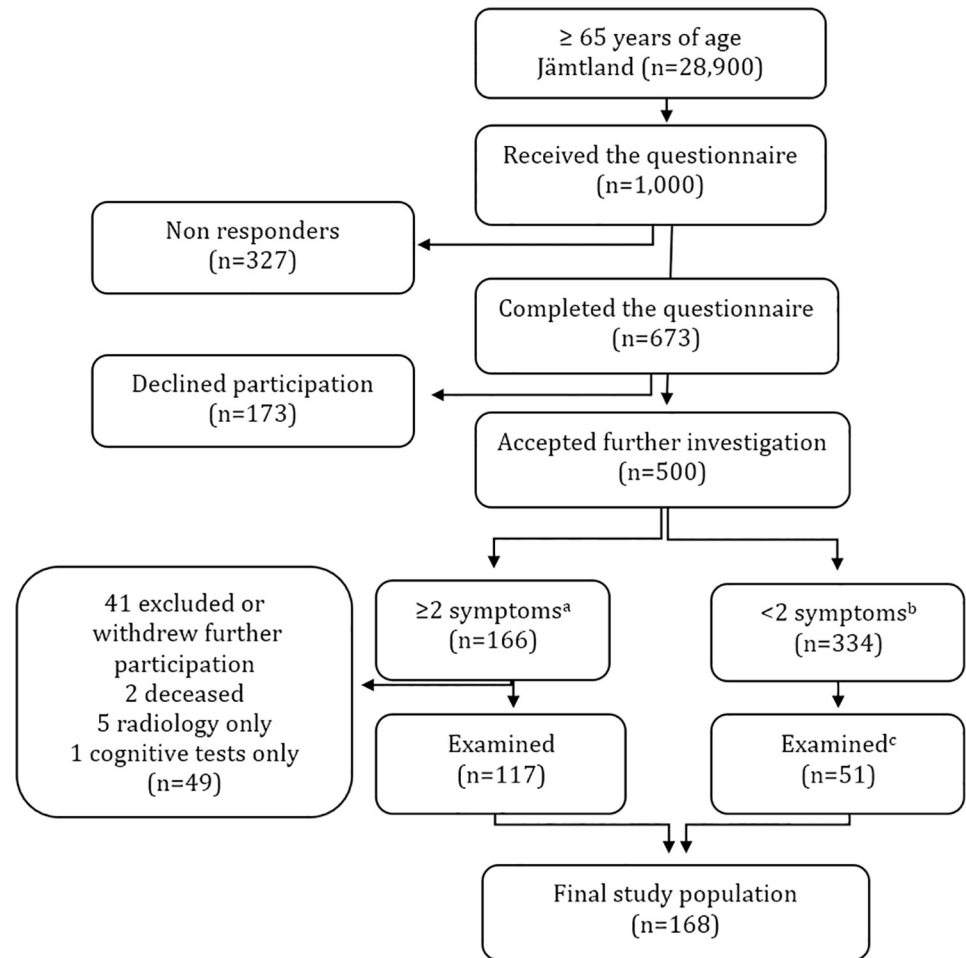 ≥ 65 years of age
Jämtland (n=28,900)
Received the questionnaire
(n=1,000)
Non responders
(n=327)
Completed the questionnaire
(n=673)
Declined participation
(n=173)
Accepted further investigation
(n=500)
41 excluded or
withdrew further
participation
2 deceased
5 radiology only
1 cognitive tests only
(n=49)
≥2 symptomsᵃ
(n=166)
<2 symptomsᵇ
(n=334)
Examined
(n=117)
Examinedᶜ
(n=51)
Final study population
(n=168)